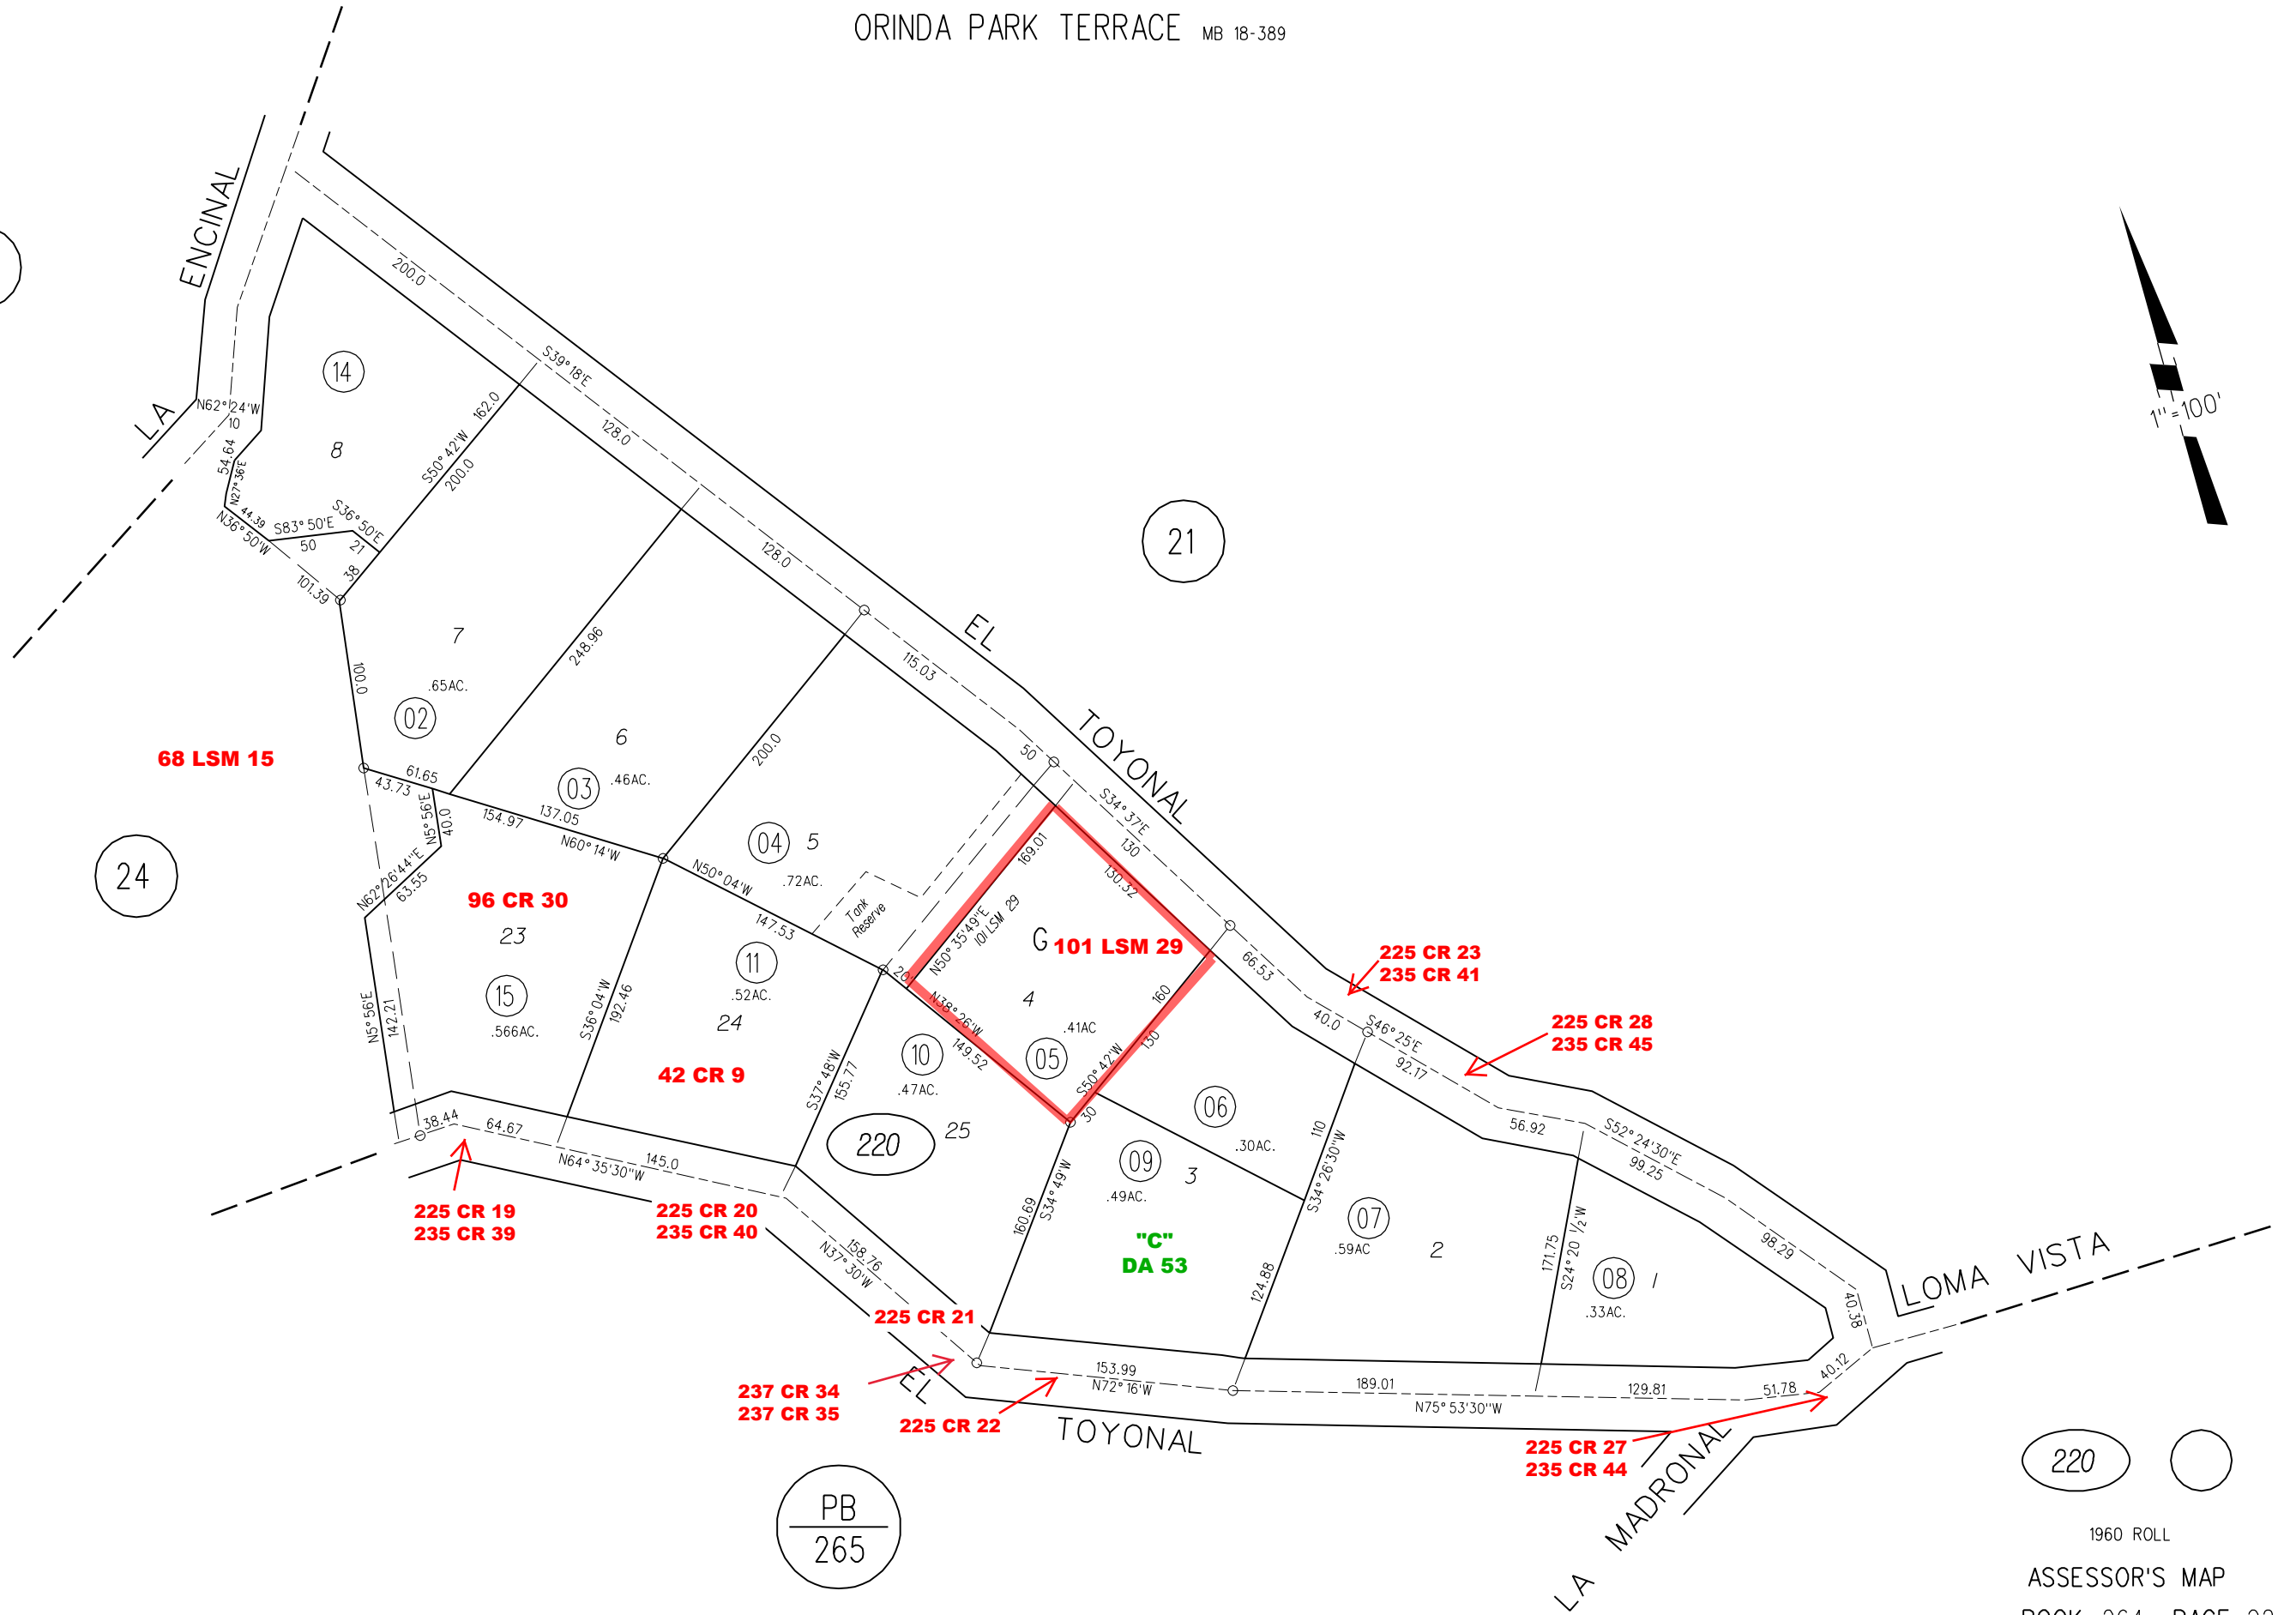 ORINDA PARK TERRACE MB 18-389
LA ENCINAL
200.0
S39°18'E
14
8
162.0
S50°42'W
200.0
128.0
N62°24'W
10
54.64
N27°36'E
44.39
N36°50'W
S83°50'E
50
S36°50'E
21
38
101.39
1"=100'
21
128.0
EL TOYONAL
7
248.96
100.0
.65AC.
02
115.03
6
200.0
50
68 LSM 15
61.65
43.73
03
.46AC.
137.05
154.97
N60°14'W
N5°56'E
40.0
S34°37'E
130
169.01
130.32
04
5
.72AC.
N50°04'W
147.53
Tank
Reserve
24
N62°26'44"E
63.55
96 CR 30
23
N50°35'49"E
101 LSM 29
G
101 LSM 29
20
11
.52AC.
24
15
.566AC.
N5°56'E
142.21
S36°04'W
192.46
4
160
.41AC
05
N38°26'W
149.52
S50°42'W
130
30
66.53
40.0
S46°25'E
92.17
225 CR 23
235 CR 41
225 CR 28
235 CR 45
42 CR 9
10
.47AC.
S37°48'W
155.77
25
220
06
.30AC.
110
S34°26'30"W
56.92
S52°24'30"E
99.25
38.44
64.67
N64°35'30"W
145.0
09
.49AC.
3
160.69
S34°49'W
"C"
DA 53
07
.59AC
2
124.88
171.75
S24°20 ½'W
08
1
.33AC.
98.29
40.38
LOMA VISTA
225 CR 19
235 CR 39
225 CR 20
235 CR 40
158.76
N37°30'W
225 CR 21
237 CR 34
237 CR 35
225 CR 22
153.99
N72°16'W
189.01
N75°53'30"W
129.81
51.78
40.12
EL TOYONAL
225 CR 27
235 CR 44
LA MADRONAL
PB
265
220
1960 ROLL
ASSESSOR'S MAP